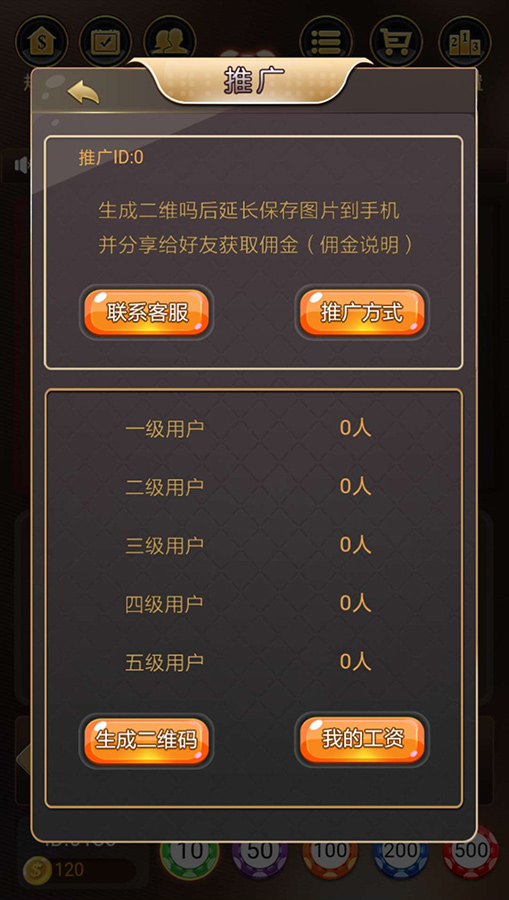 推广
推广ID:0
生成二维吗后延长保存图片到手机
并分享给好友获取佣金（佣金说明）
联系客服
推广方式
一级用户 0人
二级用户 0人
三级用户 0人
四级用户 0人
五级用户 0人
生成二维码
我的工资
120
10
50
100
200
500